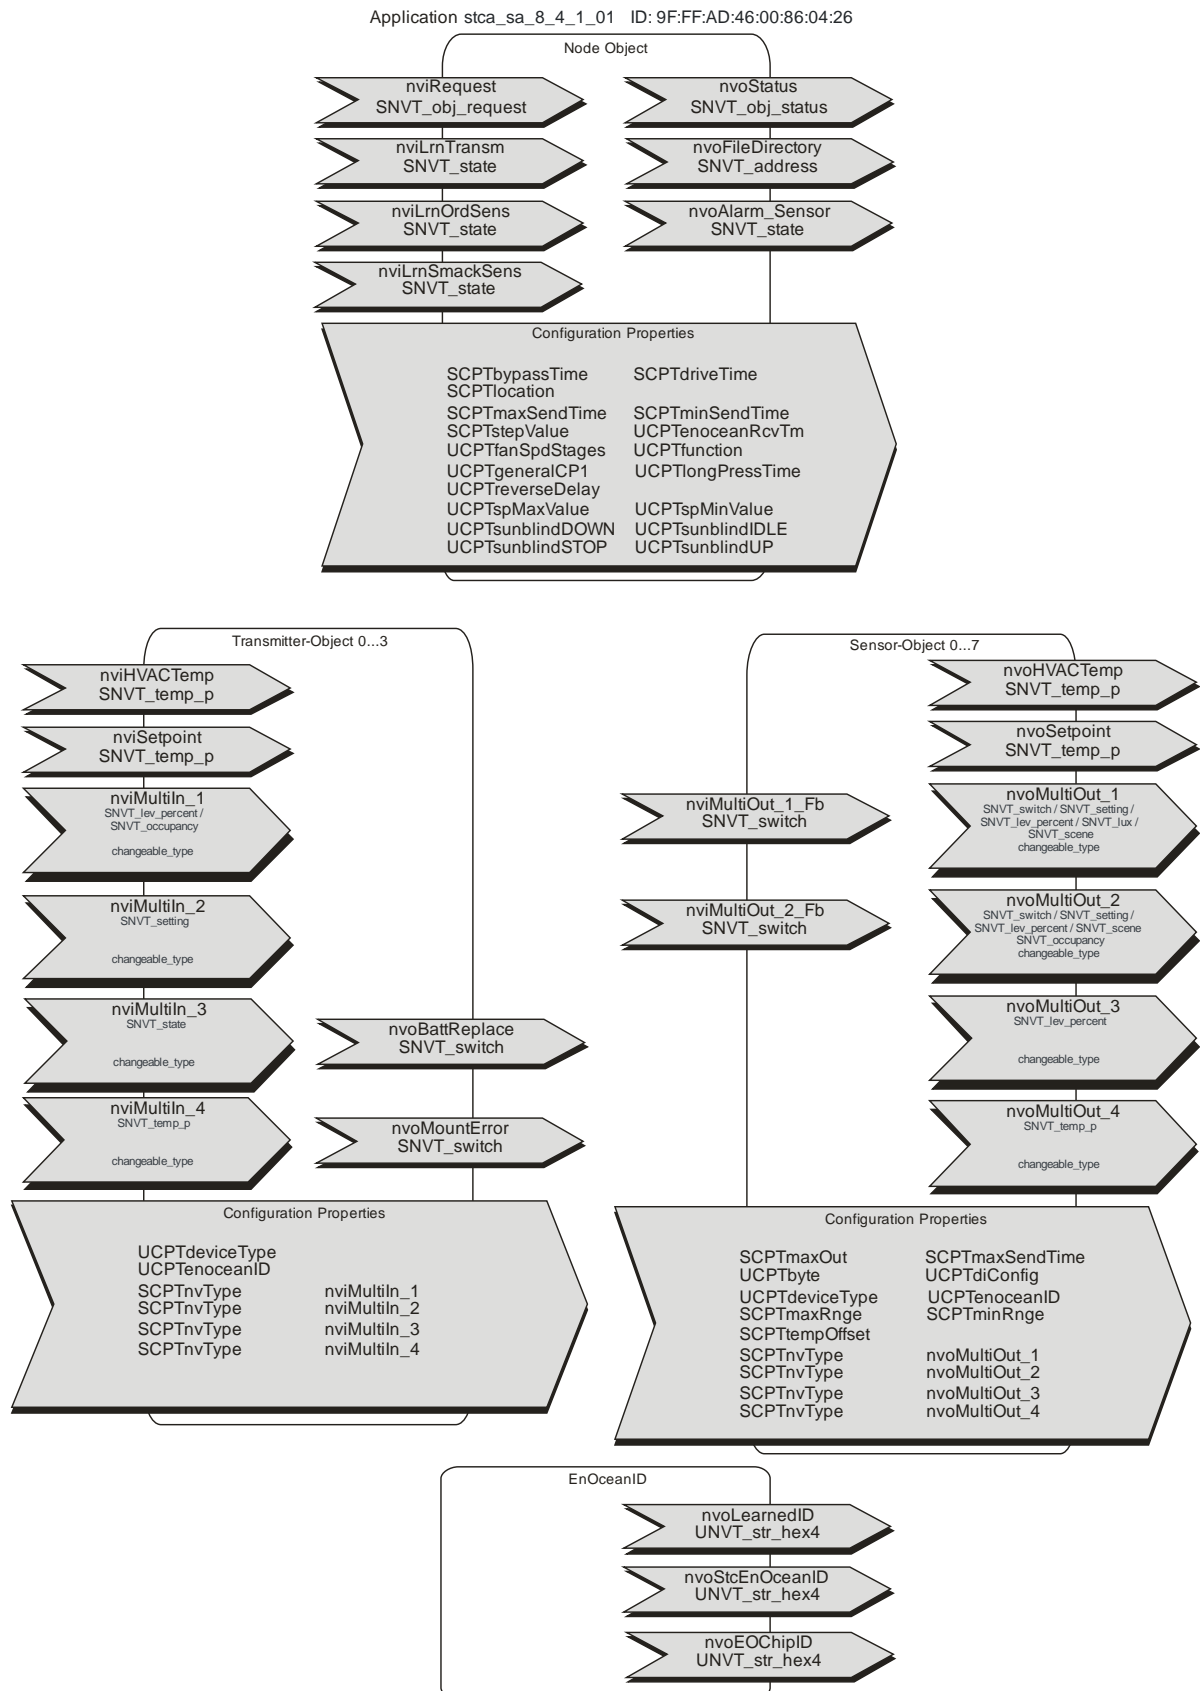 Application stca_sa_8_4_1_01 ID: 9F:FF:AD:46:00:86:04:26
Node Object
nviRequest
SNVT_obj_request
nvoStatus
SNVT_obj_status
nviLrnTransm
SNVT_state
nvoFileDirectory
SNVT_address
nviLrnOrdSens
SNVT_state
nvoAlarm_Sensor
SNVT_state
nviLrnSmackSens
SNVT_state
Configuration Properties
SCPTbypassTime SCPTdriveTime
SCPTlocation
SCPTmaxSendTime SCPTminSendTime
SCPTstepValue UCPTenoceanRcvTm
UCPTfanSpdStages UCPTfunction
UCPTgeneralCP1 UCPTlongPressTime
UCPTreverseDelay
UCPTspMaxValue UCPTspMinValue
UCPTsunblindDOWN UCPTsunblindIDLE
UCPTsunblindSTOP UCPTsunblindUP
Transmitter-Object 0...3
nviHVACTemp
SNVT_temp_p
nviSetpoint
SNVT_temp_p
nviMultiIn_1
SNVT_lev_percent /
SNVT_occupancy
changeable_type
nviMultiIn_2
SNVT_setting
changeable_type
nviMultiIn_3
SNVT_state
changeable_type
nvoBattReplace
SNVT_switch
nviMultiIn_4
SNVT_temp_p
changeable_type
nvoMountError
SNVT_switch
Configuration Properties
UCPTdeviceType
UCPTenoceanID
SCPTnvType nviMultiIn_1
SCPTnvType nviMultiIn_2
SCPTnvType nviMultiIn_3
SCPTnvType nviMultiIn_4
Sensor-Object 0...7
nvoHVACTemp
SNVT_temp_p
nvoSetpoint
SNVT_temp_p
nviMultiOut_1_Fb
SNVT_switch
nvoMultiOut_1
SNVT_switch / SNVT_setting /
SNVT_lev_percent / SNVT_lux /
SNVT_scene
changeable_type
nviMultiOut_2_Fb
SNVT_switch
nvoMultiOut_2
SNVT_switch / SNVT_setting /
SNVT_lev_percent / SNVT_scene
SNVT_occupancy
changeable_type
nvoMultiOut_3
SNVT_lev_percent
changeable_type
nvoMultiOut_4
SNVT_temp_p
changeable_type
Configuration Properties
SCPTmaxOut SCPTmaxSendTime
UCPTbyte UCPTdiConfig
UCPTdeviceType UCPTenoceanID
SCPTmaxRnge SCPTminRnge
SCPTtempOffset
SCPTnvType nvoMultiOut_1
SCPTnvType nvoMultiOut_2
SCPTnvType nvoMultiOut_3
SCPTnvType nvoMultiOut_4
EnOceanID
nvoLearnedID
UNVT_str_hex4
nvoStcEnOceanID
UNVT_str_hex4
nvoEOChipID
UNVT_str_hex4